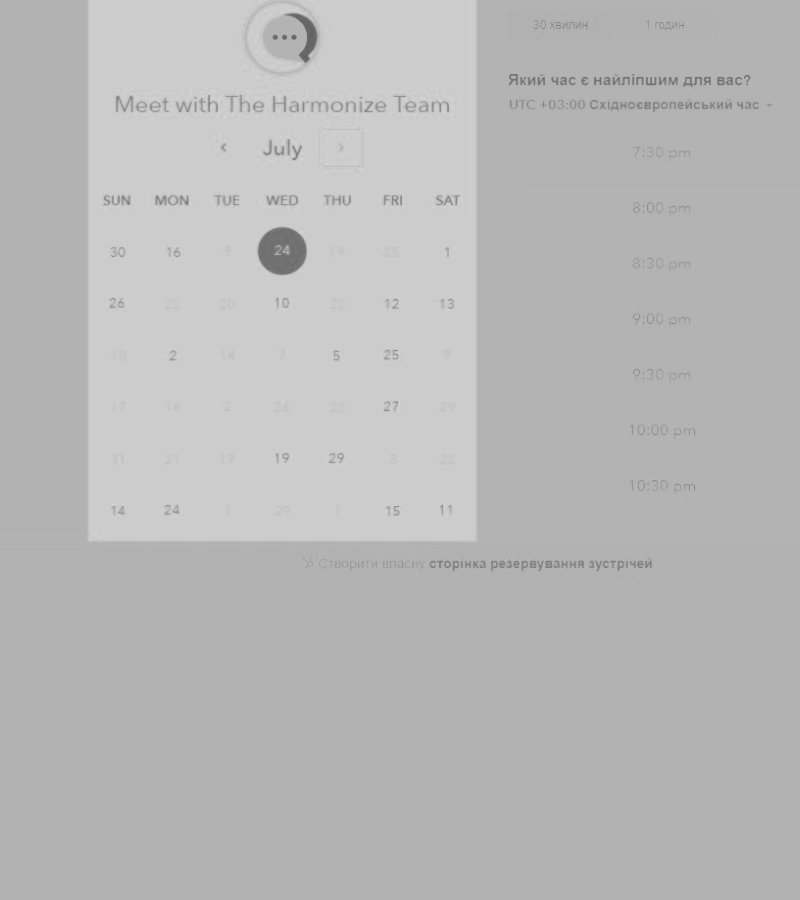 Meet with The Harmonize Team
July
SUN MON TUE WED THU FRI SAT
30 16 9 24 19 25 1
26 22 20 10 22 12 13
10 2 14 7 5 25 9
17 16 2 26 22 27 29
31 21 19 19 29 3 22
14 24 29 15 11
30 хвилин 1 годин
Який час є найліпшим для вас?
UTC +03:00 Східноєвропейський час
7:30 pm
8:00 pm
8:30 pm
9:00 pm
9:30 pm
10:00 pm
10:30 pm
Створити власну сторінка резервування зустрічей